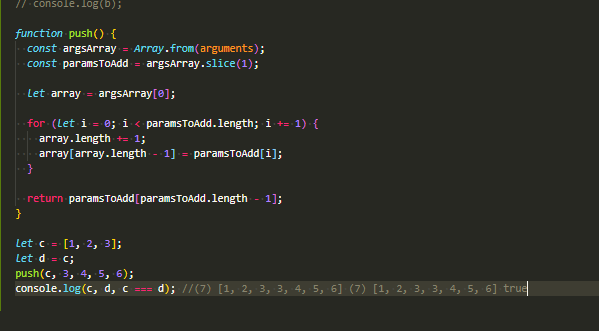 // console.log(b);
function push() {
const argsArray = Array.from(arguments);
const paramsToAdd = argsArray.slice(1);
let array = argsArray[0];
for (let i = 0; i < paramsToAdd.length; i += 1) {
array.length += 1;
array[array.length - 1] = paramsToAdd[i];
}
return paramsToAdd[paramsToAdd.length - 1];
}
let c = [1, 2, 3];
let d = c;
push(c, 3, 4, 5, 6);
console.log(c, d, c === d); //(7) [1, 2, 3, 3, 4, 5, 6] (7) [1, 2, 3, 3, 4, 5, 6] true